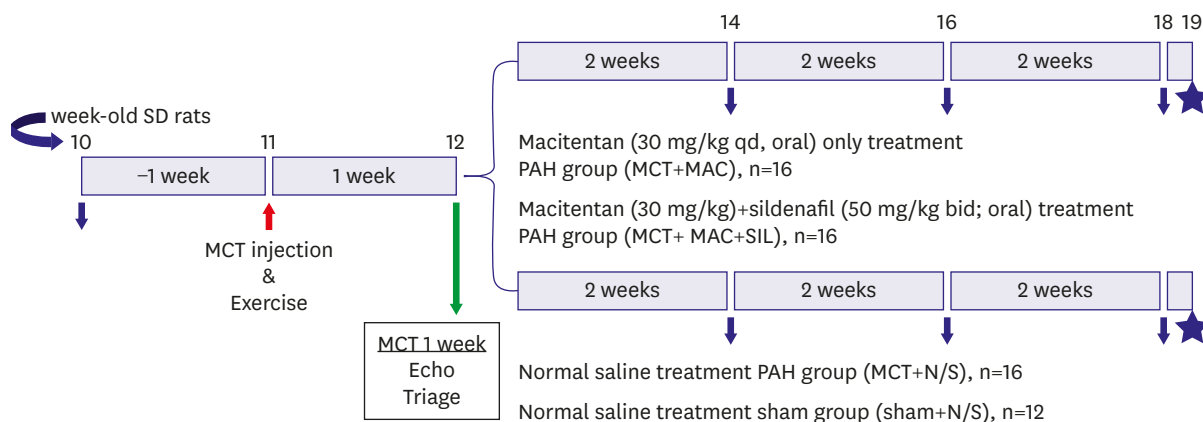 week-old SD rats
10
11
12
−1 week
1 week
MCT injection
&
Exercise
MCT 1 week
Echo
Triage
14
16
18
19
2 weeks
2 weeks
2 weeks
Macitentan (30 mg/kg qd, oral) only treatment
PAH group (MCT+MAC), n=16
Macitentan (30 mg/kg)+sildenafil (50 mg/kg bid; oral) treatment
PAH group (MCT+ MAC+SIL), n=16
2 weeks
2 weeks
2 weeks
Normal saline treatment PAH group (MCT+N/S), n=16
Normal saline treatment sham group (sham+N/S), n=12